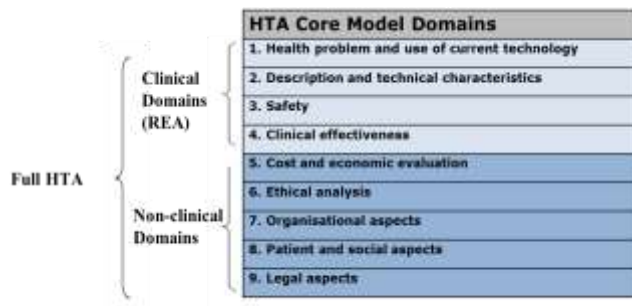 HTA Core Model Domains
1. Health problem and use of current technology
2. Description and technical characteristics
3. Safety
4. Clinical effectiveness
5. Cost and economic evaluation
6. Ethical analysis
7. Organisational aspects
8. Patient and social aspects
9. Legal aspects
Clinical
Domains
(REA)
Non-clinical
Domains
Full HTA